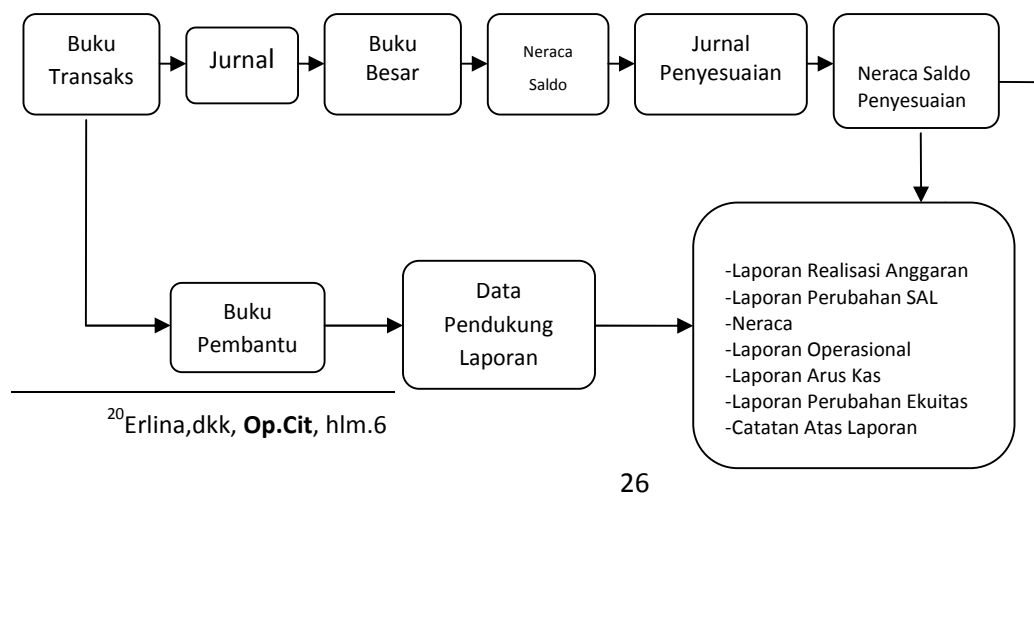 Buku
Transaks
Jurnal
Buku
Besar
Neraca
Saldo
Jurnal
Penyesuaian
Neraca Saldo
Penyesuaian
Buku
Pembantu
Data
Pendukung
Laporan
-Laporan Realisasi Anggaran
-Laporan Perubahan SAL
-Neraca
-Laporan Operasional
-Laporan Arus Kas
-Laporan Perubahan Ekuitas
-Catatan Atas Laporan
20Erlina,dkk, Op.Cit, hlm.6
26